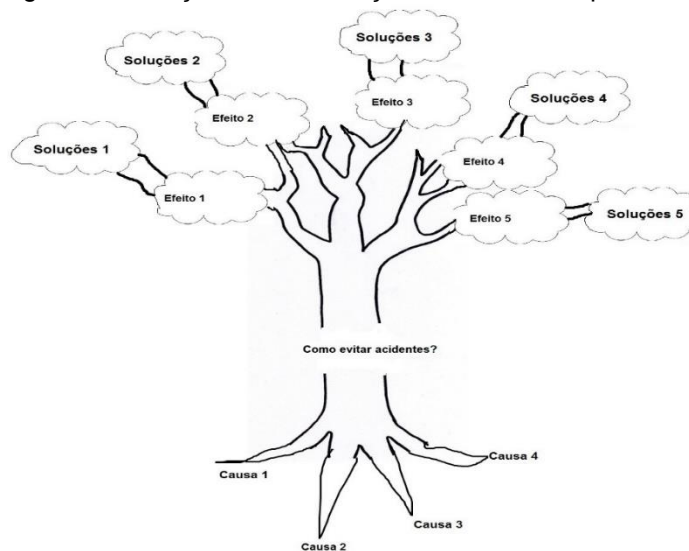 Soluções 3
Soluções 2
Soluções 4
Efeito 3
Efeito 2
Soluções 1
Efeito 4
Efeito 1
Efeito 5
Soluções 5
Como evitar acidentes?
Causa 4
Causa 1
Causa 3
Causa 2